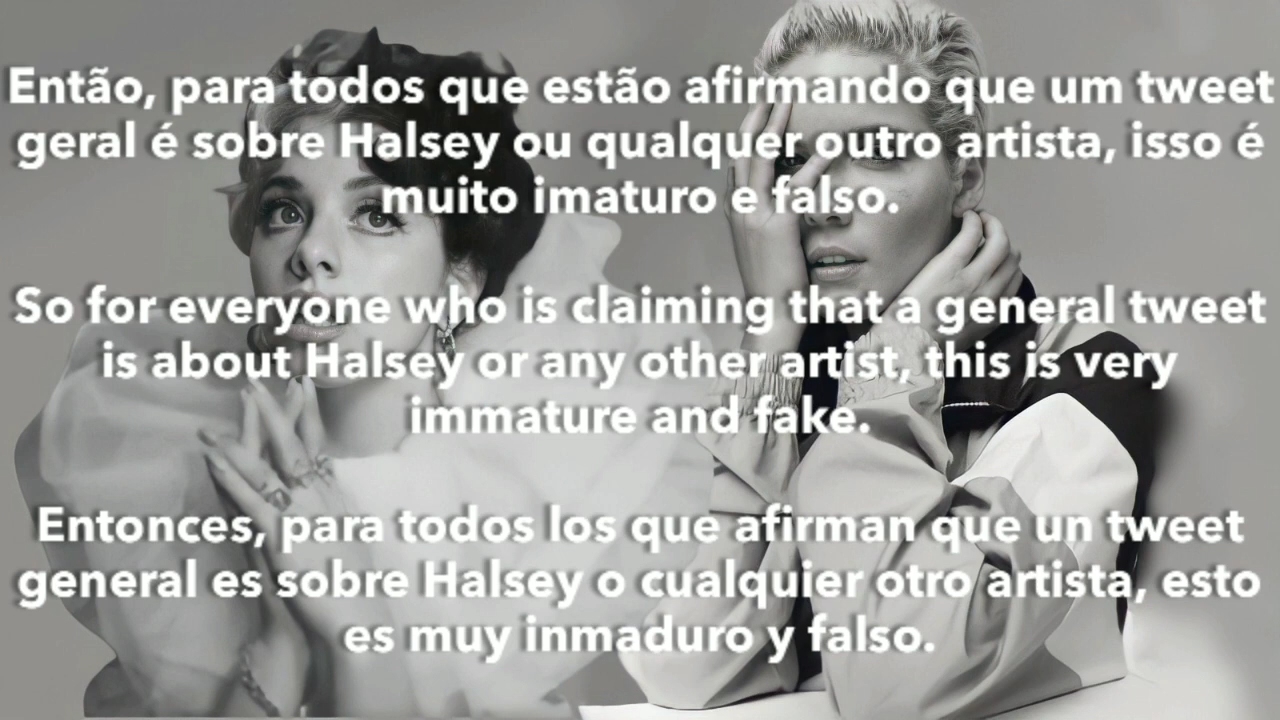 Então, para todos que estão afirmando que um tweet
geral é sobre Halsey ou qualquer outro artista, isso é
muito imaturo e falso.
So for everyone who is claiming that a general tweet
is about Halsey or any other artist, this is very
immature and fake.
Entonces, para todos los que afirman que un tweet
general es sobre Halsey o cualquier otro artista, esto
es muy inmaduro y falso.